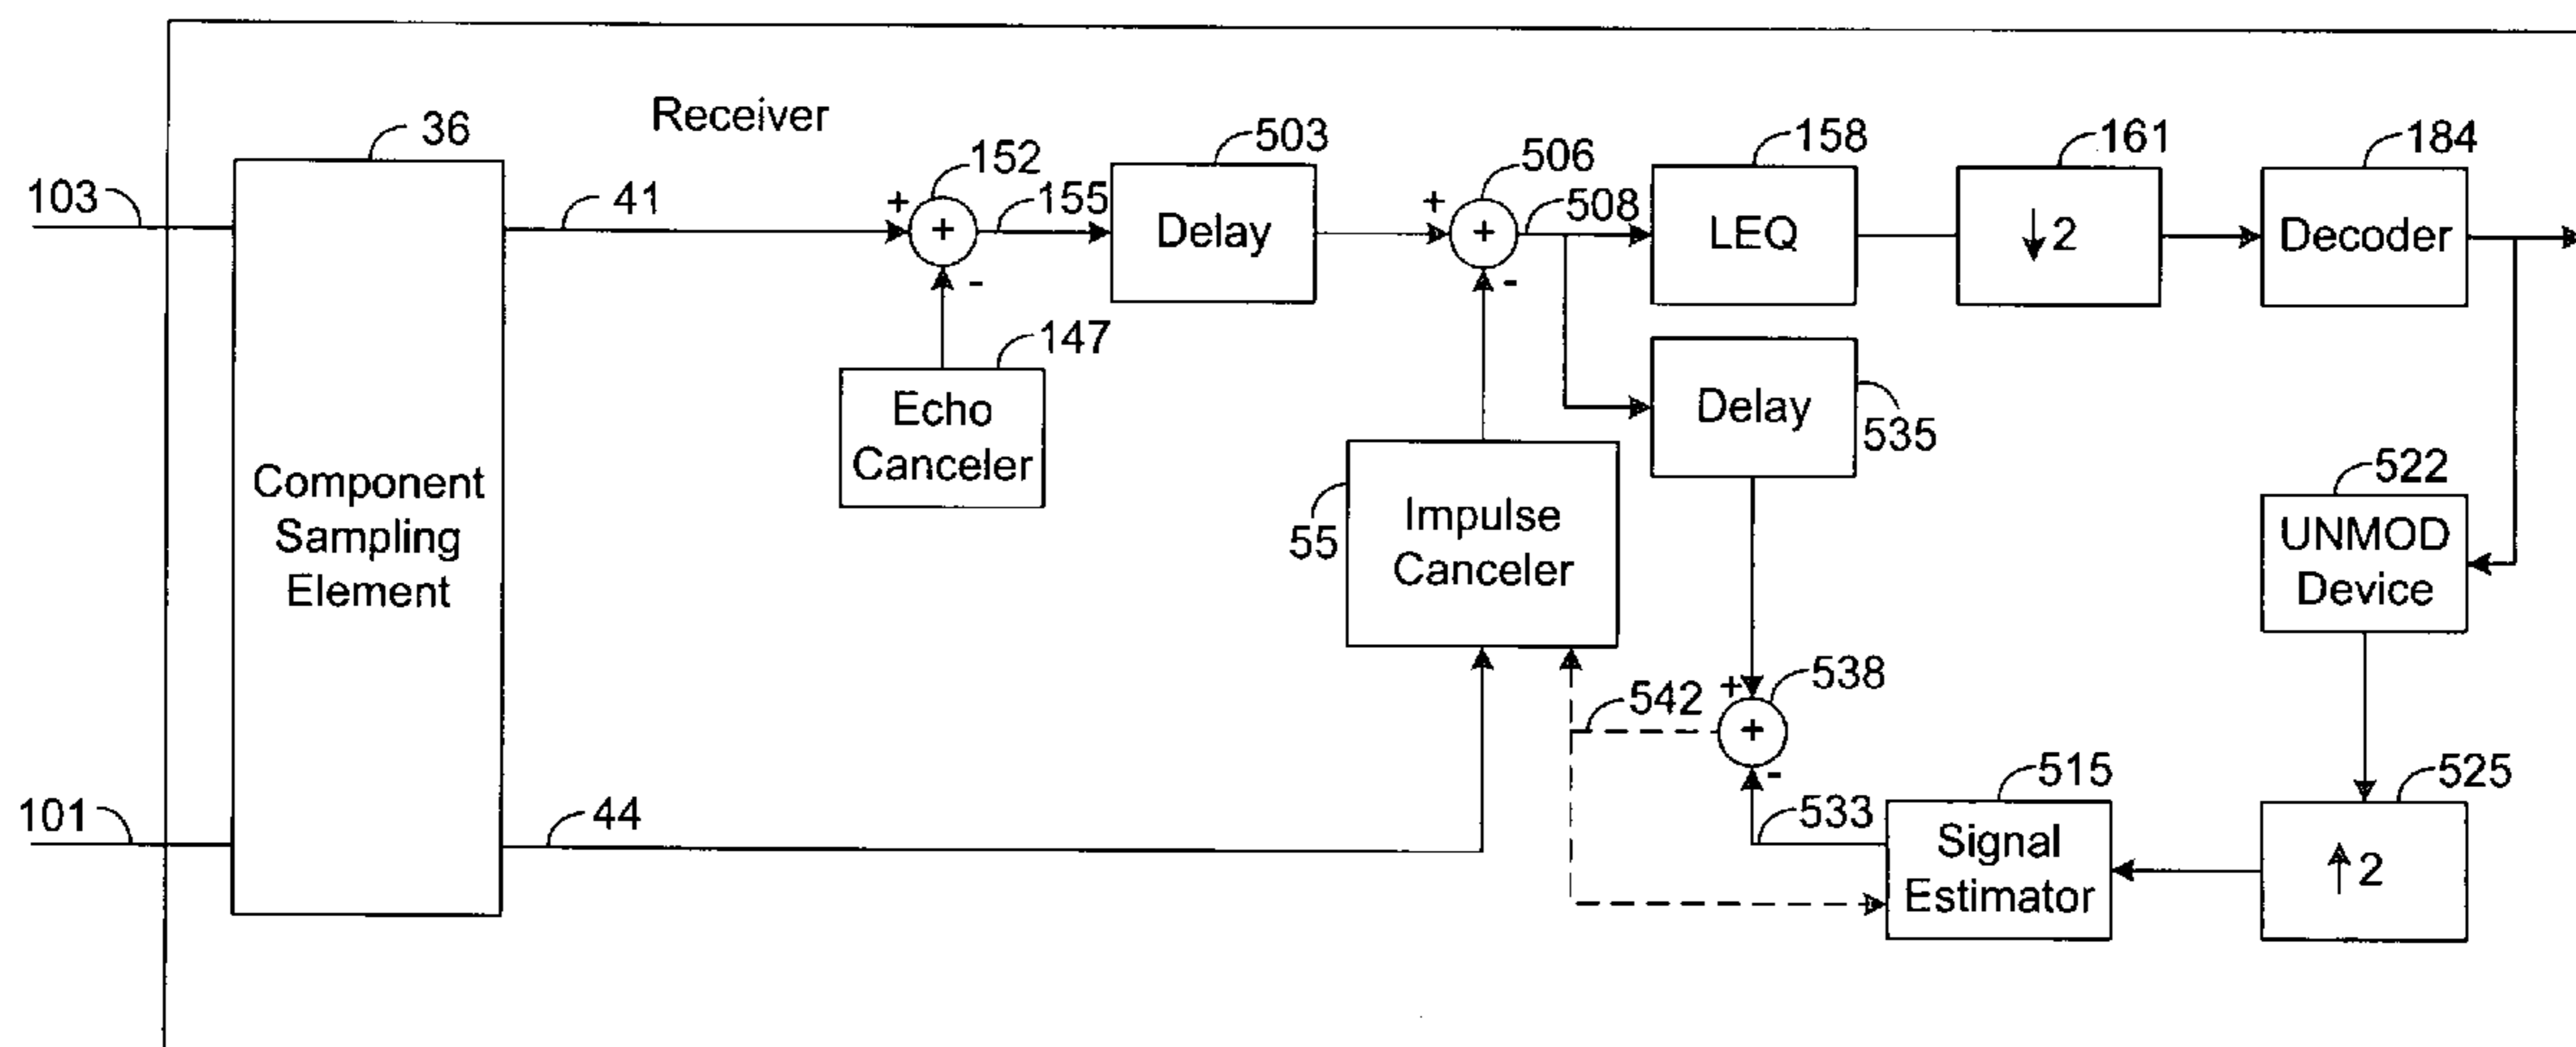 Receiver
36
103
41
+
152
+
-
155
503
Delay
+
506
+
-
508
158
LEQ
161
↓2
184
Decoder
147
Echo
Canceler
Delay
535
Component
Sampling
Element
55
Impulse
Canceler
522
UNMOD
Device
542
+
538
+
-
533
515
Signal
Estimator
525
↑2
101
44